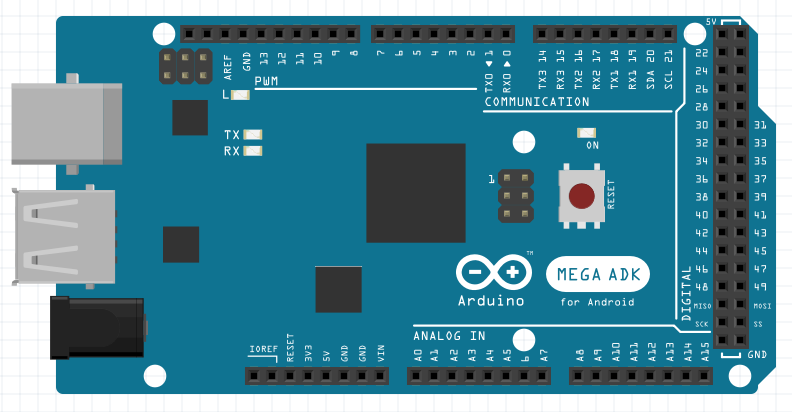 5V
AREF
GND
13
12
11
10
9
8
7
6
5
4
3
2
TX0 ◀ 1
RX0 ▶ 0
TX3 14
RX3 15
TX2 16
RX2 17
TX1 18
RX1 19
SDA 20
SCL 21
PWM
COMMUNICATION
L
TX
RX
ON
1
RESET
22
24
26
28
30 31
32 33
34 35
36 37
38 39
40 41
42 43
44 45
46 47
48 49
MISO MOSI
SCK SS
GND
DIGITAL
TM
Arduino
MEGA ADK
for Android
ANALOG IN
IOREF
RESET
3V3
5V
GND
GND
VIN
A0
A1
A2
A3
A4
A5
6
A7
A8
A9
A10
A11
A12
A13
A14
A15